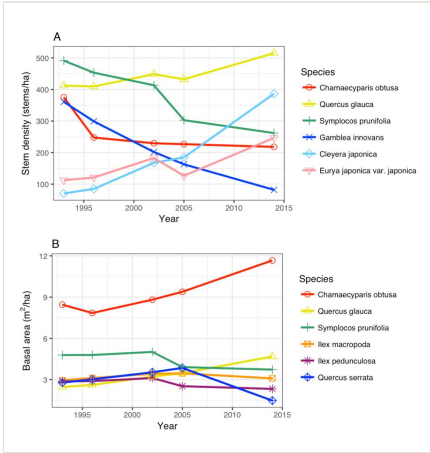 A
Stem density (stems/ha)
500
400
300
200
100
1995
2000
2005
2010
2015
Year
Species
Chamaecyparis obtusa
Quercus glauca
Symplocos prunifolia
Gamblea innovans
Cleyera japonica
Eurya japonica var. japonica
B
Basal area (m²/ha)
12
9
6
3
1995
2000
2005
2010
2015
Year
Species
Chamaecyparis obtusa
Quercus glauca
Symplocos prunifolia
Ilex macropoda
Ilex pedunculosa
Quercus serrata